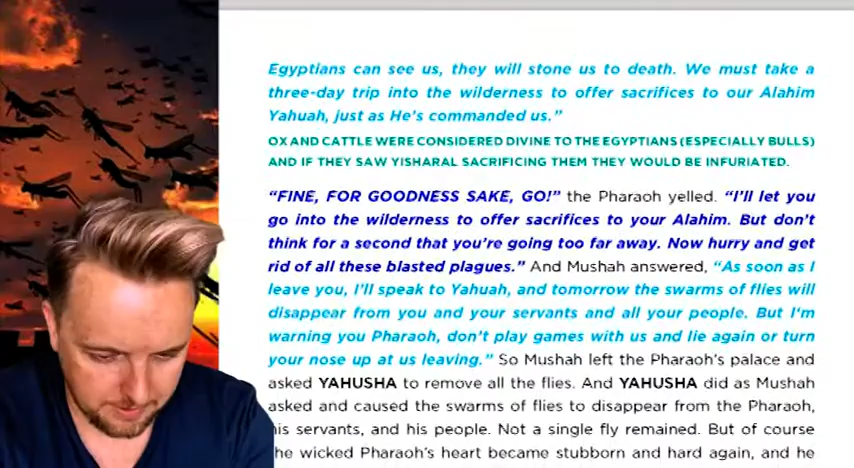 Egyptians can see us, they will stone us to death. We must take a
three-day trip into the wilderness to offer sacrifices to our Alahim
Yahuah, just as He's commanded us."
OX AND CATTLE WERE CONSIDERED DIVINE TO THE EGYPTIANS (ESPECIALLY BULLS)
AND IF THEY SAW YISHARAL SACRIFICING THEM THEY WOULD BE INFURIATED.
"FINE, FOR GOODNESS SAKE, GO!" the Pharaoh yelled. "I'll let you
go into the wilderness to offer sacrifices to your Alahim. But don't
think for a second that you're going too far away. Now hurry and get
rid of all these blasted plagues." And Mushah answered, "As soon as I
leave you, I'll speak to Yahuah, and tomorrow the swarms of flies will
disappear from you and your servants and all your people. But I'm
warning you Pharaoh, don't play games with us and lie again or turn
your nose up at us leaving." So Mushah left the Pharaoh's palace and
asked YAHUSHA to remove all the flies. And YAHUSHA did as Mushah
asked and caused the swarms of flies to disappear from the Pharaoh,
his servants, and his people. Not a single fly remained. But of course
the wicked Pharaoh's heart became stubborn and hard again, and he